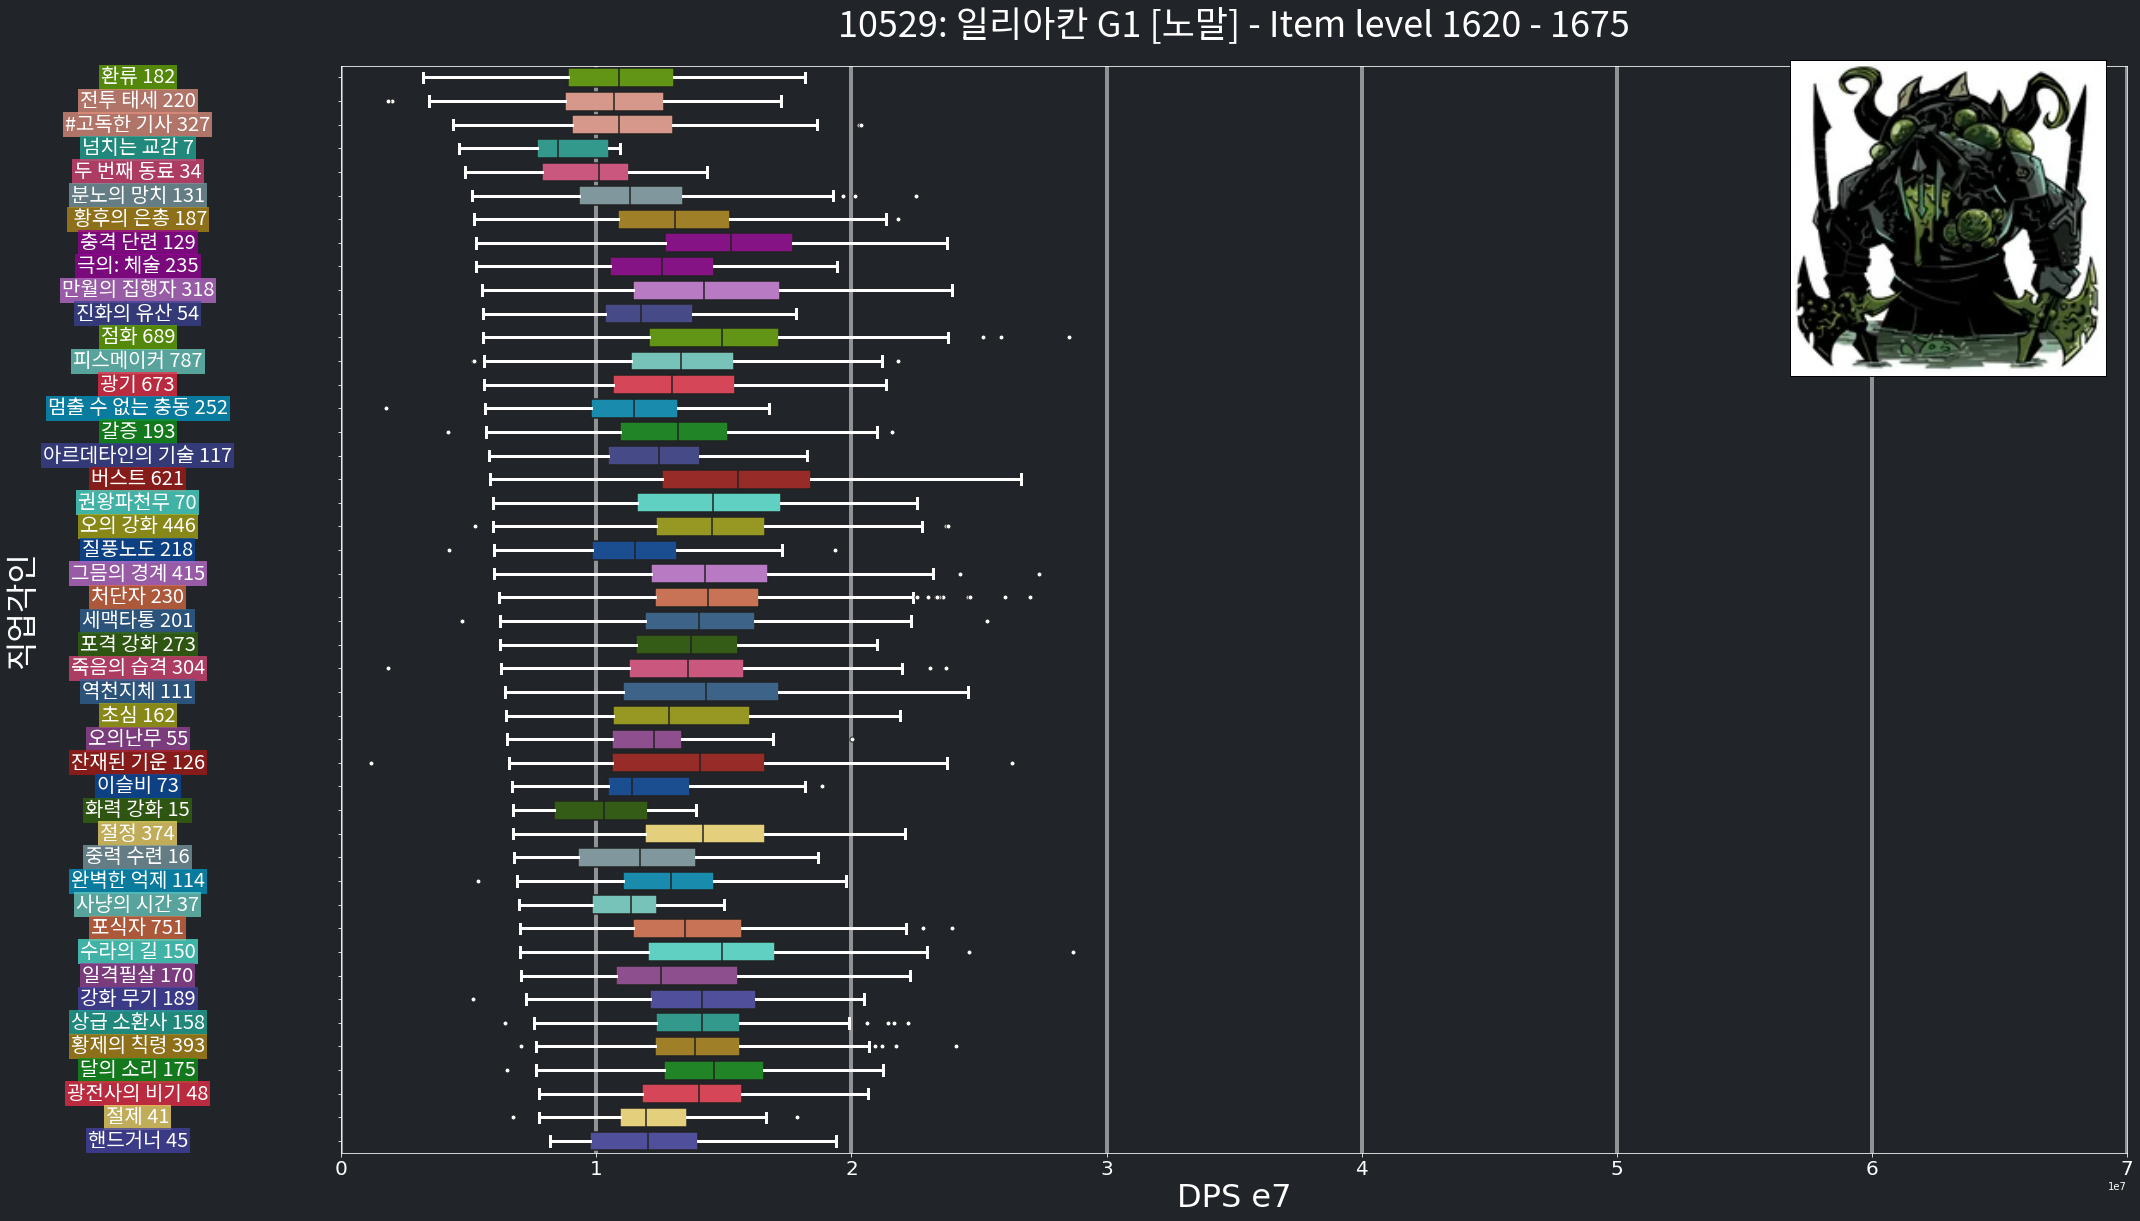 10529: 일리아칸 G1 [노말] - Item level 1620 - 1675
직업각인
환류 182
전투 태세 220
#고독한 기사 327
넘치는 교감 7
두 번째 동료 34
분노의 망치 131
황후의 은총 187
충격 단련 129
극의: 체술 235
만월의 집행자 318
진화의 유산 54
점화 689
피스메이커 787
광기 673
멈출 수 없는 충동 252
갈증 193
아르데타인의 기술 117
버스트 621
권왕파천무 70
오의 강화 446
질풍노도 218
그믐의 경계 415
처단자 230
세맥타통 201
포격 강화 273
죽음의 습격 304
역천지체 111
초심 162
오의난무 55
잔재된 기운 126
이슬비 73
화력 강화 15
절정 374
중력 수련 16
완벽한 억제 114
사냥의 시간 37
포식자 751
수라의 길 150
일격필살 170
강화 무기 189
상급 소환사 158
황제의 칙령 393
달의 소리 175
광전사의 비기 48
절제 41
핸드거너 45
0 1 2 3 4 5 6 7
1e7
DPS e7